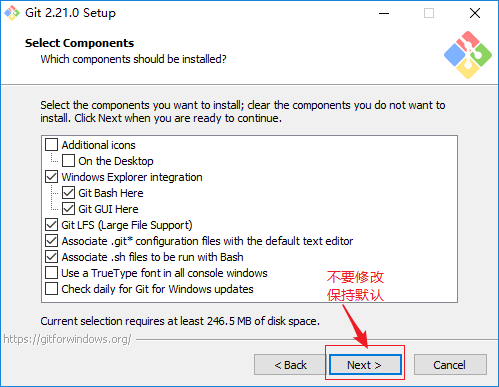 Git 2.21.0 Setup
Select Components
Which components should be installed?
Select the components you want to install; clear the components you do not want to
install. Click Next when you are ready to continue.
Additional icons
On the Desktop
Windows Explorer integration
Git Bash Here
Git GUI Here
Git LFS (Large File Support)
Associate .git* configuration files with the default text editor
Associate .sh files to be run with Bash
Use a TrueType font in all console windows
Check daily for Git for Windows updates
不要修改
保持默认
Current selection requires at least 246.5 MB of disk space.
https://gitforwindows.org/
< Back
Next >
Cancel